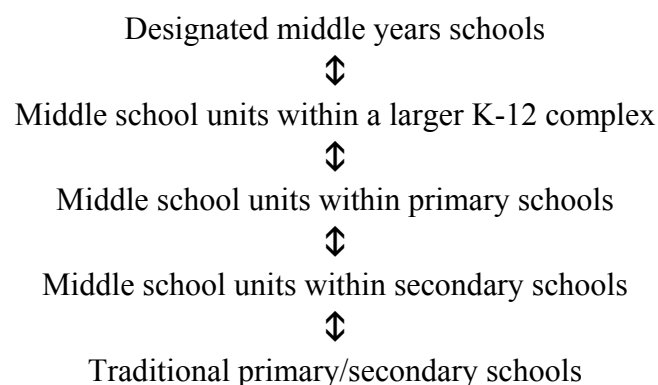 Designated middle years schools
↕
Middle school units within a larger K-12 complex
↕
Middle school units within primary schools
↕
Middle school units within secondary schools
↕
Traditional primary/secondary schools